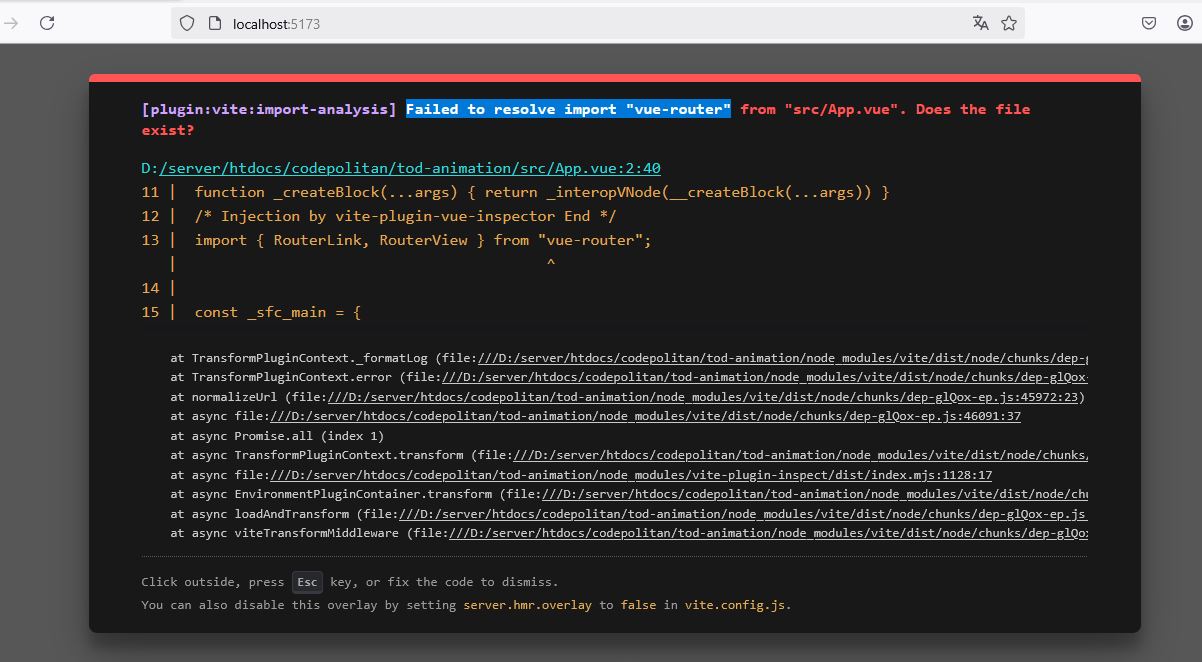 localhost:5173
[plugin:vite:import-analysis] Failed to resolve import "vue-router" from "src/App.vue". Does the file
exist?
D:/server/htdocs/codepolitan/tod-animation/src/App.vue:2:40
11 |  function _createBlock(...args) { return _interopVNode(__createBlock(...args)) }
12 |  /* Injection by vite-plugin-vue-inspector End */
13 |  import { RouterLink, RouterView } from "vue-router";
   |                                          ^
14 |
15 |  const _sfc_main = {
at TransformPluginContext._formatLog (file:///D:/server/htdocs/codepolitan/tod-animation/node_modules/vite/dist/node/chunks/dep-g
at TransformPluginContext.error (file:///D:/server/htdocs/codepolitan/tod-animation/node_modules/vite/dist/node/chunks/dep-glQox-
at normalizeUrl (file:///D:/server/htdocs/codepolitan/tod-animation/node_modules/vite/dist/node/chunks/dep-glQox-ep.js:45972:23)
at async file:///D:/server/htdocs/codepolitan/tod-animation/node_modules/vite/dist/node/chunks/dep-glQox-ep.js:46091:37
at async Promise.all (index 1)
at async TransformPluginContext.transform (file:///D:/server/htdocs/codepolitan/tod-animation/node_modules/vite/dist/node/chunks/
at async file:///D:/server/htdocs/codepolitan/tod-animation/node_modules/vite-plugin-inspect/dist/index.mjs:1128:17
at async EnvironmentPluginContainer.transform (file:///D:/server/htdocs/codepolitan/tod-animation/node_modules/vite/dist/node/chu
at async loadAndTransform (file:///D:/server/htdocs/codepolitan/tod-animation/node_modules/vite/dist/node/chunks/dep-glQox-ep.js
at async viteTransformMiddleware (file:///D:/server/htdocs/codepolitan/tod-animation/node_modules/vite/dist/node/chunks/dep-glQox
Click outside, press Esc key, or fix the code to dismiss.
You can also disable this overlay by setting server.hmr.overlay to false in vite.config.js.